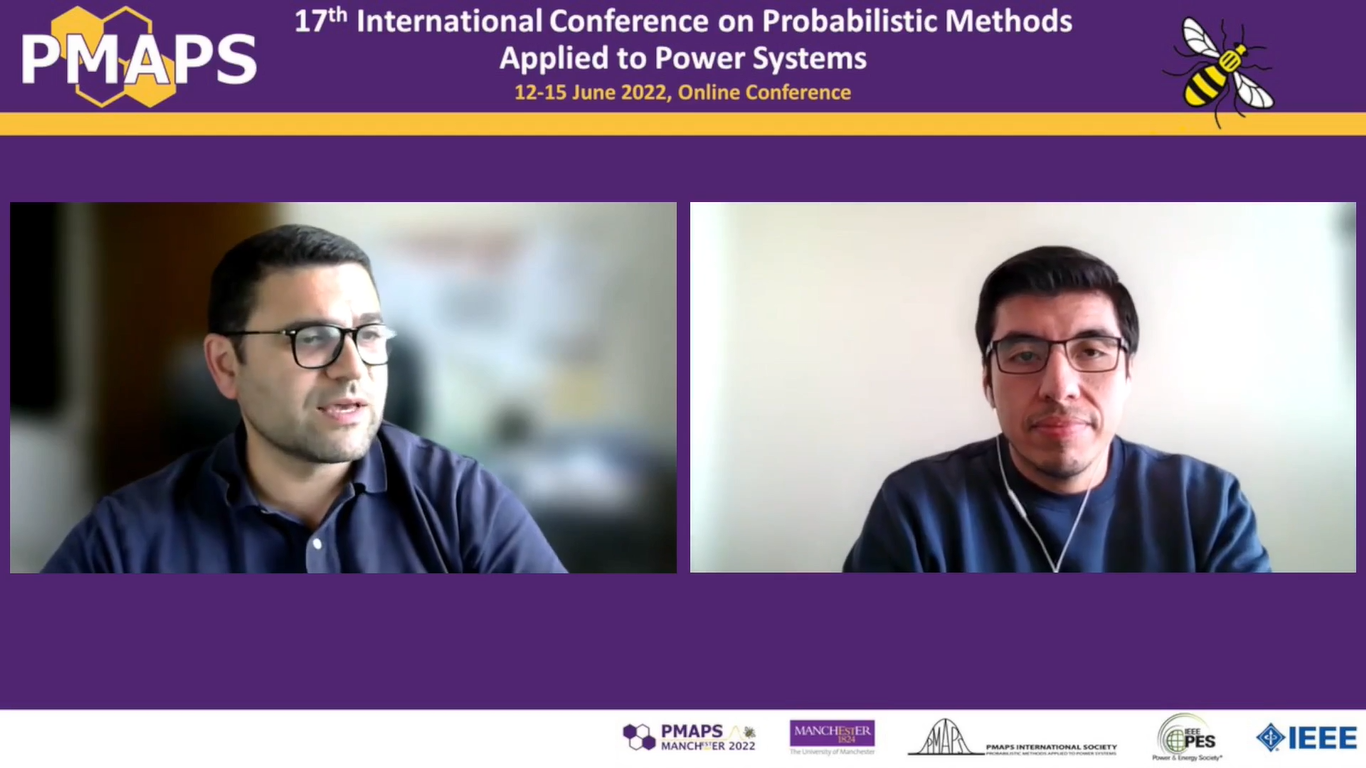 PMAPS
17th International Conference on Probabilistic Methods
Applied to Power Systems
12-15 June 2022, Online Conference
PMAPS
MANCHESTER 2022
MANCHESTER
1824
The University of Manchester
PMAPS
PMAPS INTERNATIONAL SOCIETY
PROBABILISTIC METHODS APPLIED TO POWER SYSTEMS
IEEE
PES
Power & Energy Society™
IEEE